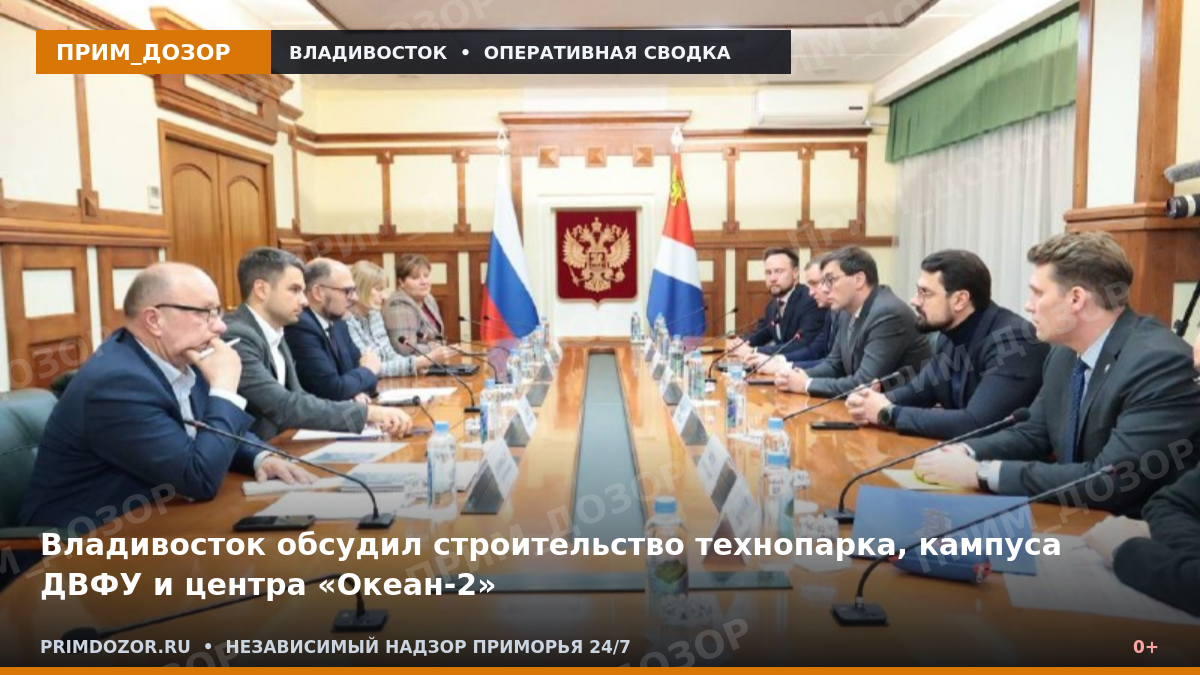 ПРИМ_ДОЗОР
ВЛАДИВОСТОК • ОПЕРАТИВНАЯ СВОДКА
Владивосток обсудил строительство технопарка, кампуса
ДВФУ и центра «Океан-2»
PRIMDOZOR.RU • НЕЗАВИСИМЫЙ НАДЗОР ПРИМОРЬЯ 24/7
0+